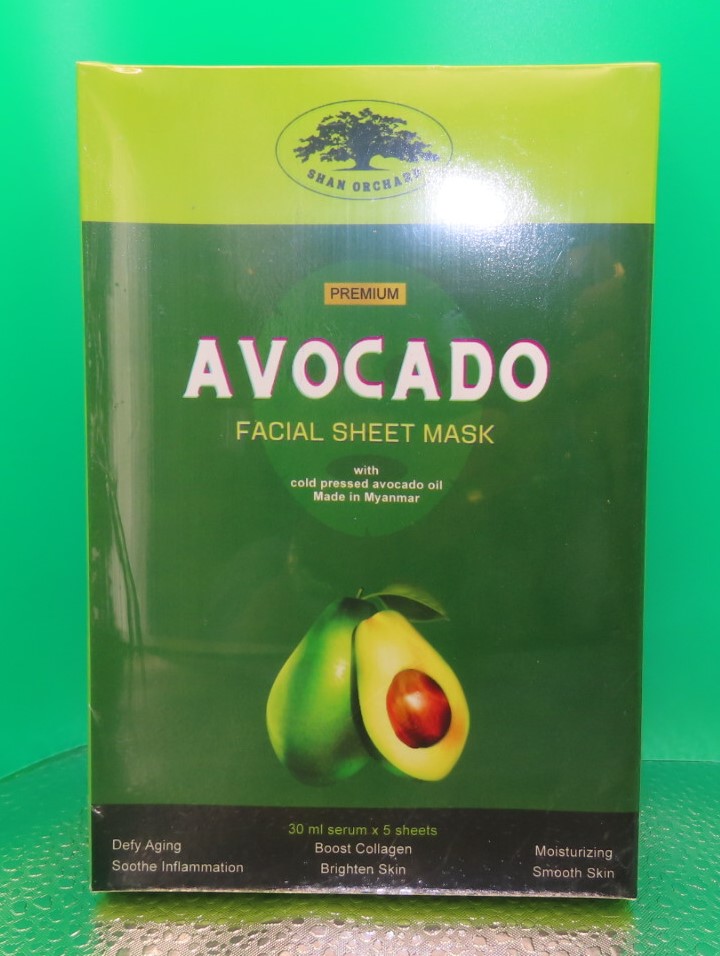 SHAN ORCHARD
PREMIUM
AVOCADO
FACIAL SHEET MASK
with
cold pressed avocado oil
Made in Myanmar
30 ml serum x 5 sheets
Defy Aging
Boost Collagen
Moisturizing
Soothe Inflammation
Brighten Skin
Smooth Skin